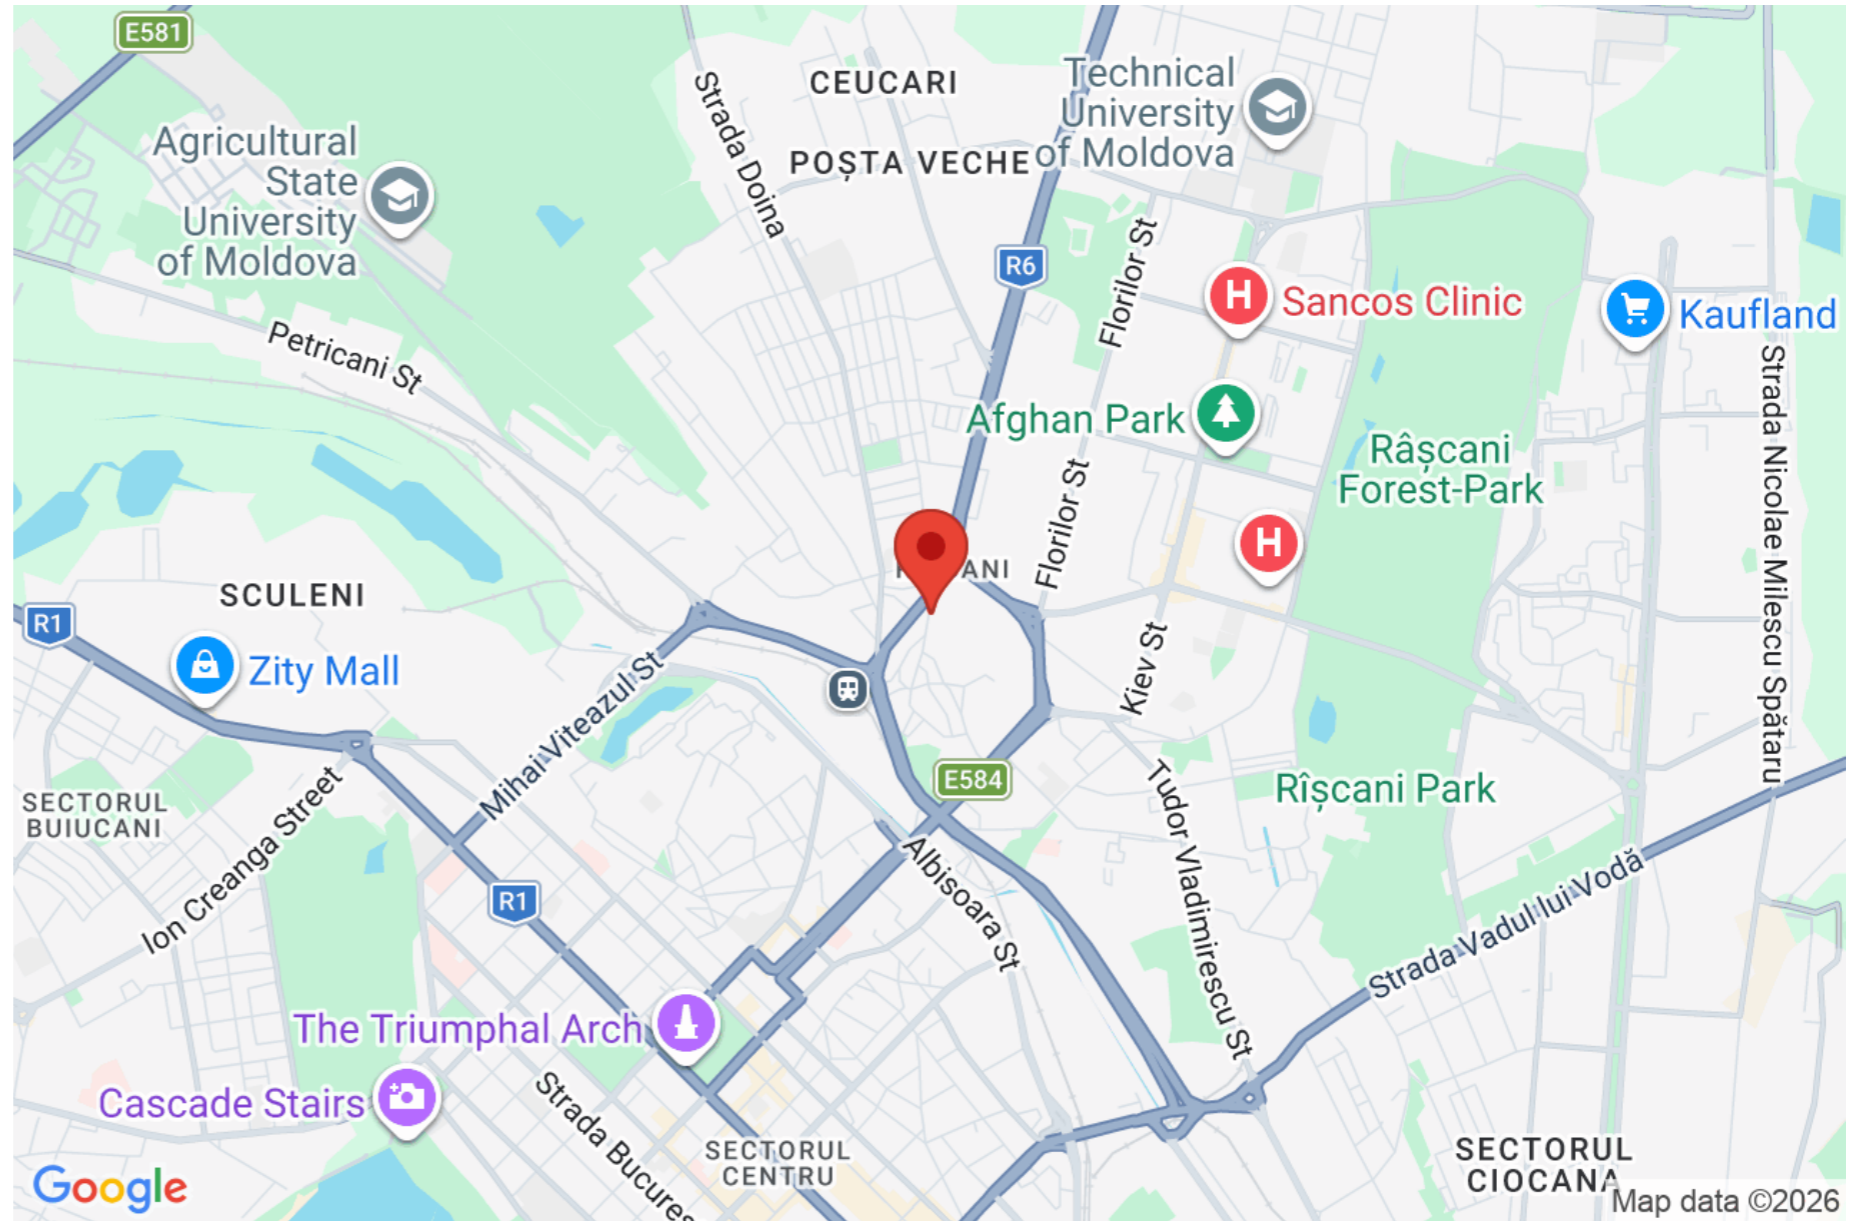 E581
CEUCARI
Technical
University
of Moldova
Strada Doina
Agricultural
State
University
of Moldova
POȘTA VECHE
Florilor St
R6
Sancos Clinic
Kaufland
Petricani St
Strada Nicolae Milescu Spătaru
Afghan Park
Râșcani
Forest-Park
Florilor St
SCULENI
R1
Zity Mall
Mihai Viteazul St
Kiev St
E584
Rîșcani Park
SECTORUL
BUIUCANI
Ion Creanga Street
Tudor Vladimirescu St
Albisoara St
R1
Strada Vadul lui Vodă
The Triumphal Arch
Cascade Stairs
Strada Bucures
SECTORUL
CENTRU
SECTORUL
CIOCANA
Google
Map data ©2026